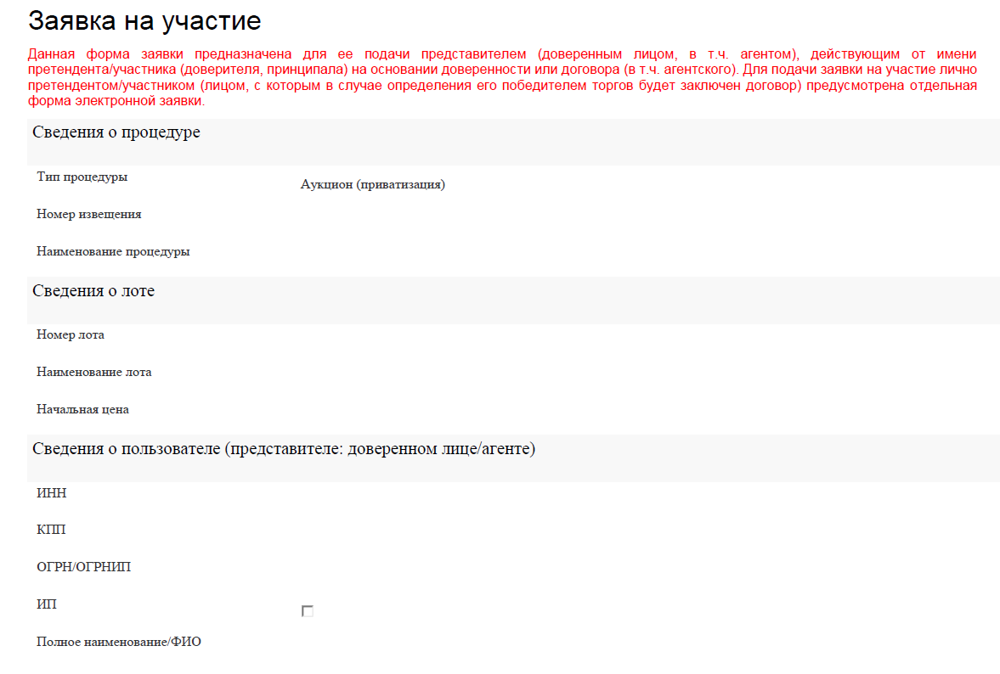 Заявка на участие
Данная форма заявки предназначена для ее подачи представителем (доверенным лицом, в т.ч. агентом), действующим от имени
претендента/участника (доверителя, принципала) на основании доверенности или договора (в т.ч. агентского). Для подачи заявки на участие лично
претендентом/участником (лицом, с которым в случае определения его победителем торгов будет заключен договор) предусмотрена отдельная
форма электронной заявки.
Сведения о процедуре
Тип процедуры
Аукцион (приватизация)
Номер извещения
Наименование процедуры
Сведения о лоте
Номер лота
Наименование лота
Начальная цена
Сведения о пользователе (представителе: доверенном лице/агенте)
ИНН
КПП
ОГРН/ОГРНИП
ИП
Полное наименование/ФИО